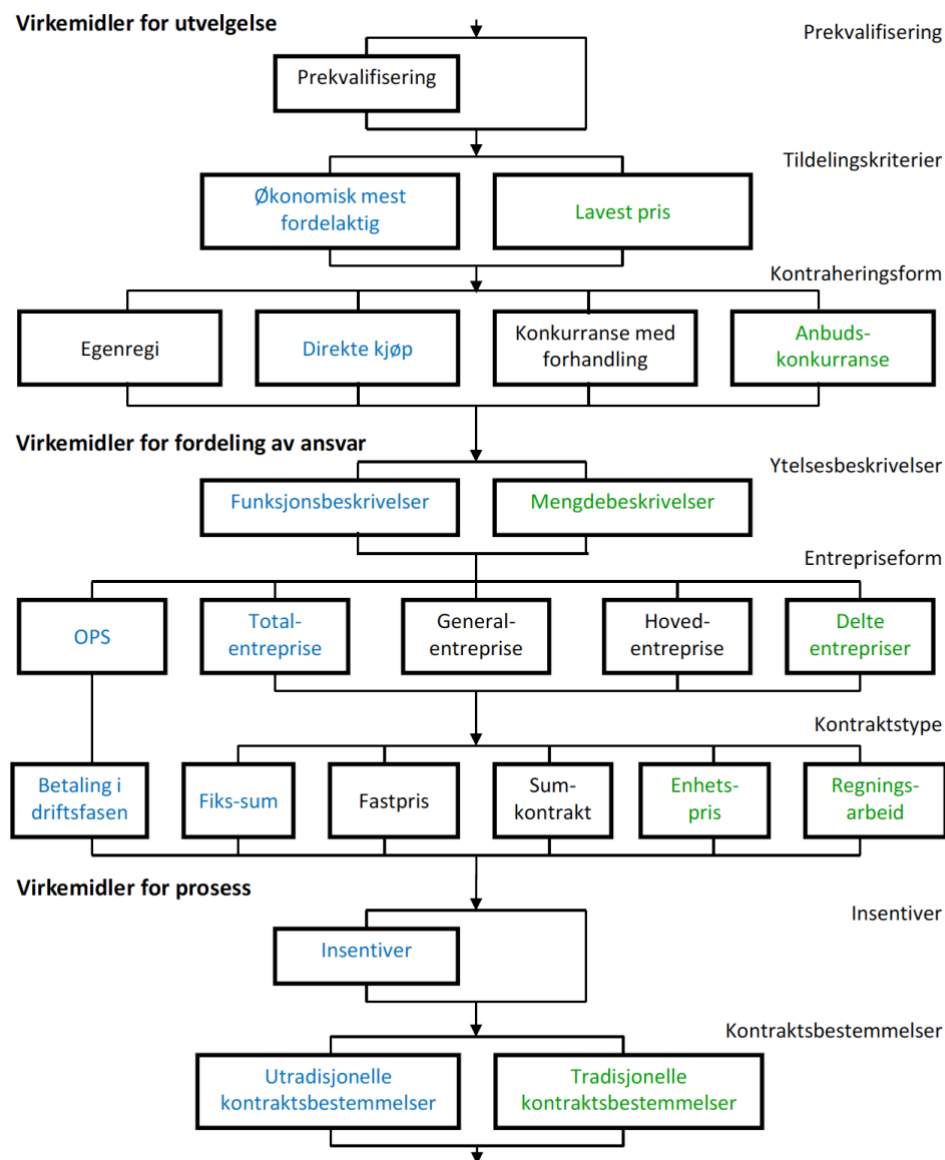 Virkemidler for utvelgelse
Prekvalifisering
Prekvalifisering
Tildelingskriterier
Økonomisk mest
fordelaktig
Lavest pris
Kontraheringsform
Egenregi
Direkte kjøp
Konkurranse med
forhandling
Anbuds-
konkurranse
Virkemidler for fordeling av ansvar
Ytelsesbeskrivelser
Funksjonsbeskrivelser
Mengdebeskrivelser
Entrepriseform
OPS
Total-
entreprise
General-
entreprise
Hoved-
entreprise
Delte
entrepriser
Kontraktstype
Betaling i
driftsfasen
Fiks-sum
Fastpris
Sum-
kontrakt
Enhets-
pris
Regnings-
arbeid
Virkemidler for prosess
Insentiver
Insentiver
Kontraktsbestemmelser
Utradisjonelle
kontraktsbestemmelser
Tradisjonelle
kontraktsbestemmelser